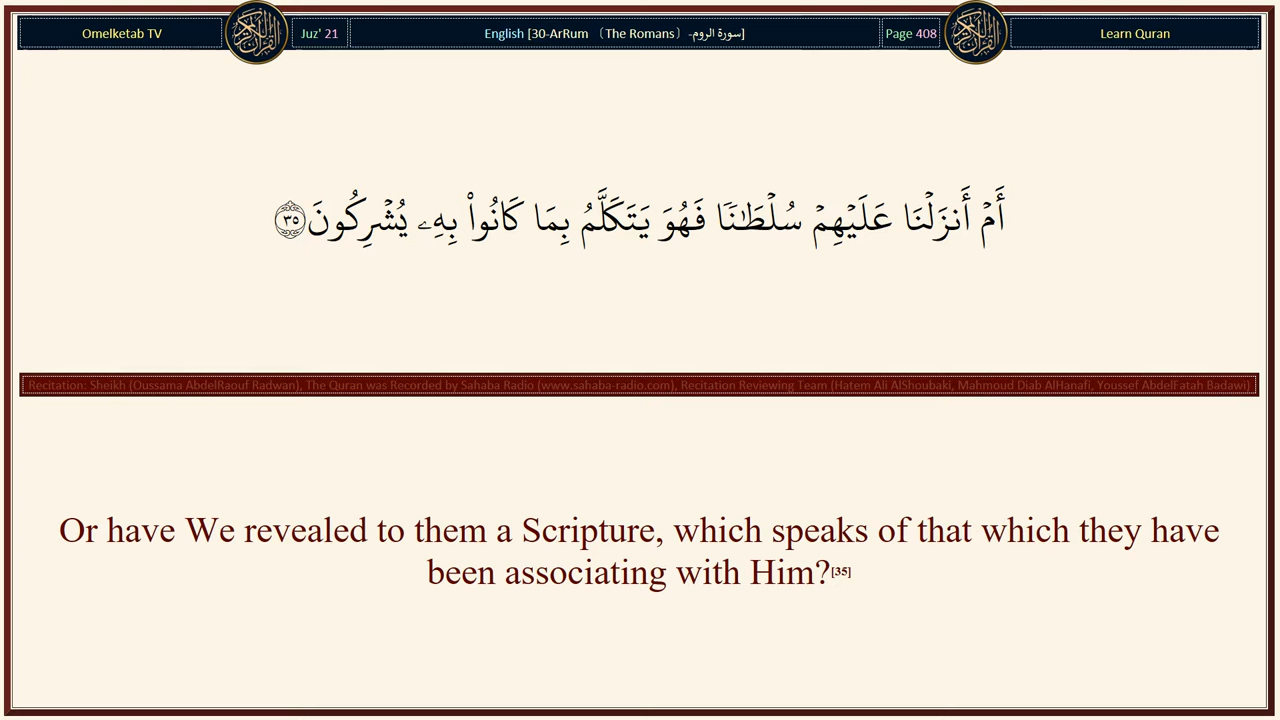 Omelketab TV
Juz' 21
English [30-ArRum 〔The Romans〕-سورة الروم]
Page 408
Learn Quran
أَمۡ أَنزَلۡنَا عَلَيۡهِمۡ سُلۡطَٰنٗا فَهُوَ يَتَكَلَّمُ بِمَا كَانُواْ بِهِۦ يُشۡرِكُونَ ٣٥
Recitation: Sheikh (Oussama AbdelRaouf Radwan), The Quran was Recorded by Sahaba Radio (www.sahaba-radio.com), Recitation Reviewing Team (Hatem Ali AlShoubaki, Mahmoud Diab AlHanafi, Youssef AbdelFatah Badawi)
Or have We revealed to them a Scripture, which speaks of that which they have
been associating with Him?[35]